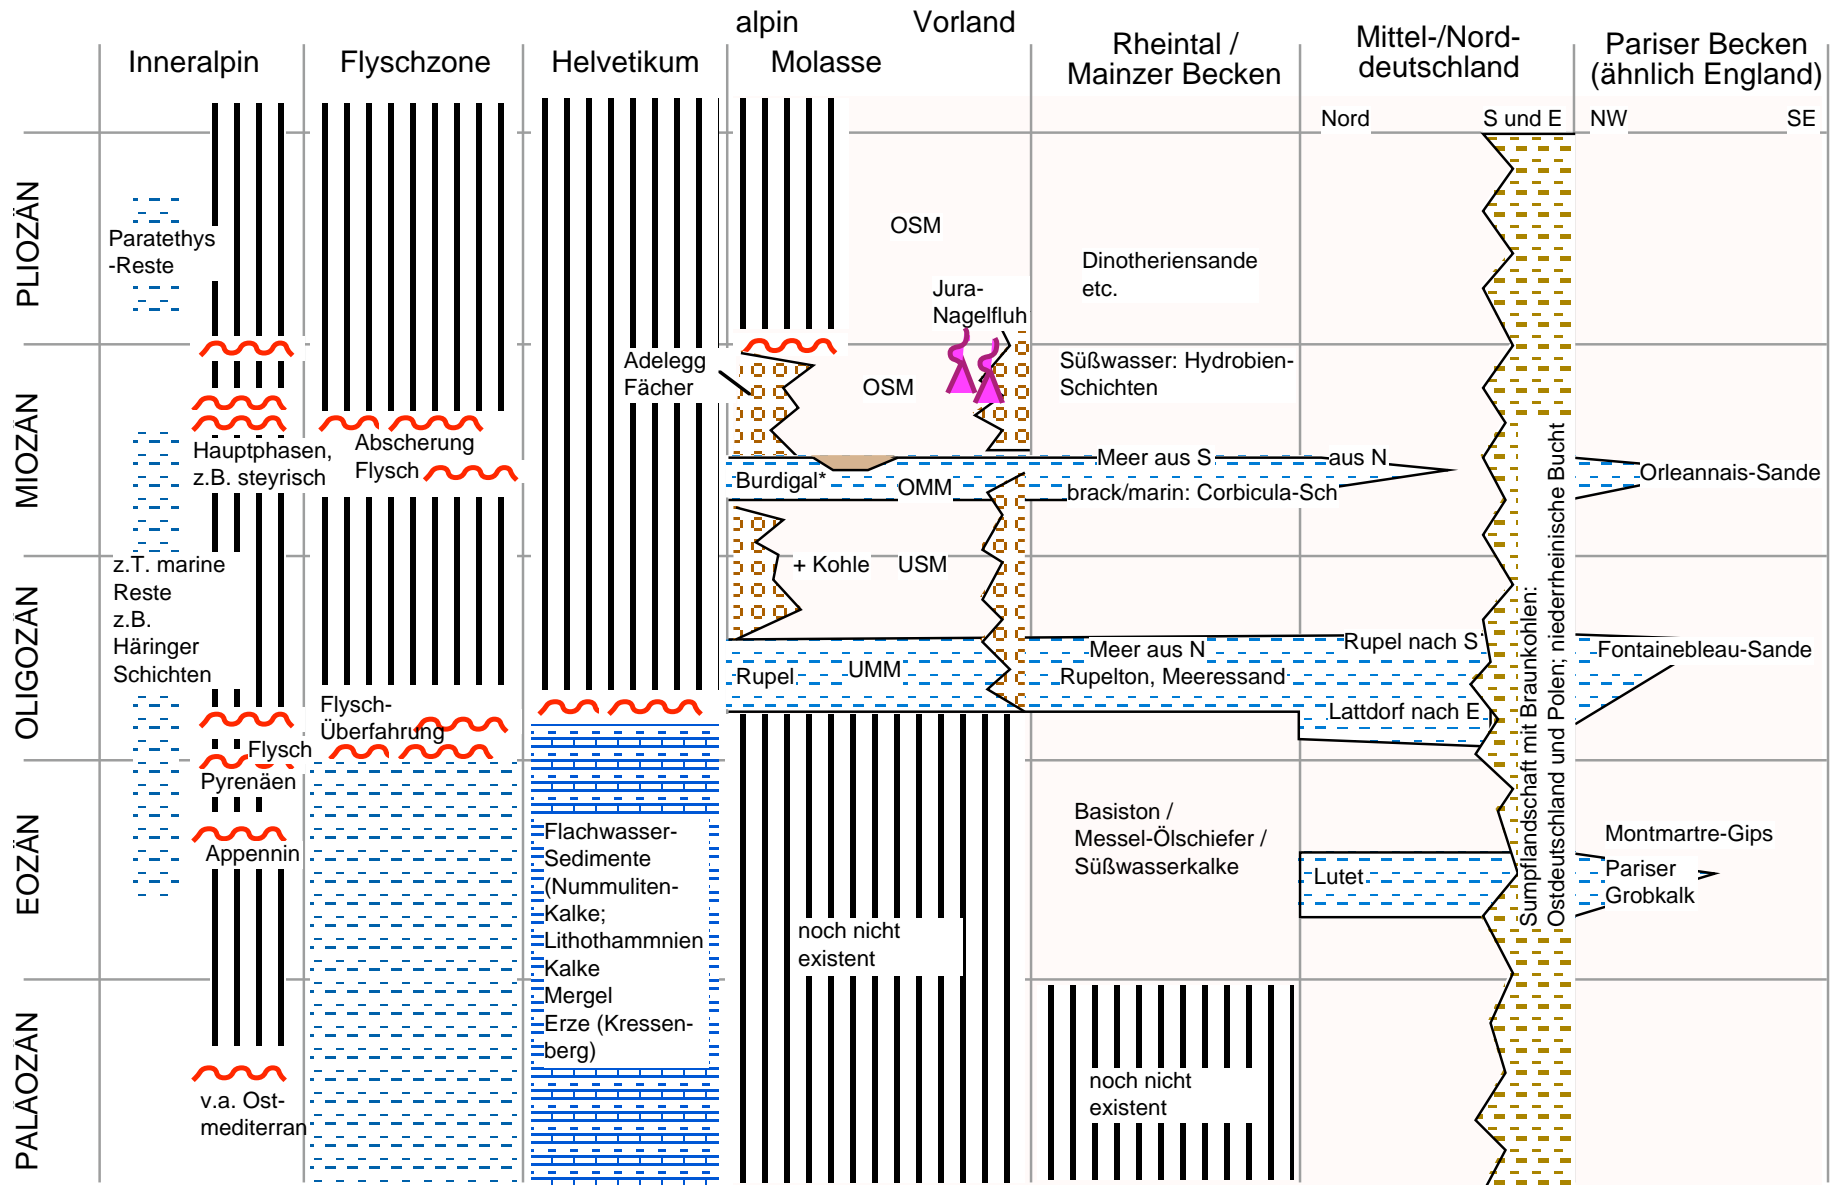 alpin Vorland
Inneralpin
Flyschzone
Helvetikum
Molasse
Rheintal /
Mainzer Becken
Mittel-/Nord-
deutschland
Pariser Becken
(ähnlich England)
Nord
S und E
NW
SE
PLIOZÄN
MIOZÄN
OLIGOZÄN
EOZÄN
PALÄOZÄN
Paratethys
-Reste
Hauptphasen,
z.B. steyrisch
z.T. marine
Reste
z.B.
Häringer
Schichten
Flysch
Pyrenäen
Appennin
v.a. Ost-
mediterran
Abscherung
Flysch
Flysch-
Überfahrung
Flachwasser-
Sedimente
(Nummuliten-
Kalke;
Lithothammnien
Kalke
Mergel
Erze (Kressen-
berg)
Adelegg
Fächer
OSM
Jura-
Nagelfluh
OSM
Burdigal*
OMM
+ Kohle
USM
Rupel
UMM
noch nicht
existent
Dinotheriensande
etc.
Süßwasser: Hydrobien-
Schichten
Meer aus S
brack/marin: Corbicula-Sch
Meer aus N
Rupelton, Meeressand
Basiston /
Messel-Ölschiefer /
Süßwasserkalke
noch nicht
existent
aus N
Rupel nach S
Lattdorf nach E
Lutet
Sumpflandschaft mit Braunkohlen:
Ostdeutschland und Polen; niederrheinische Bucht
Orleannais-Sande
Fontainebleau-Sande
Montmartre-Gips
Pariser
Grobkalk